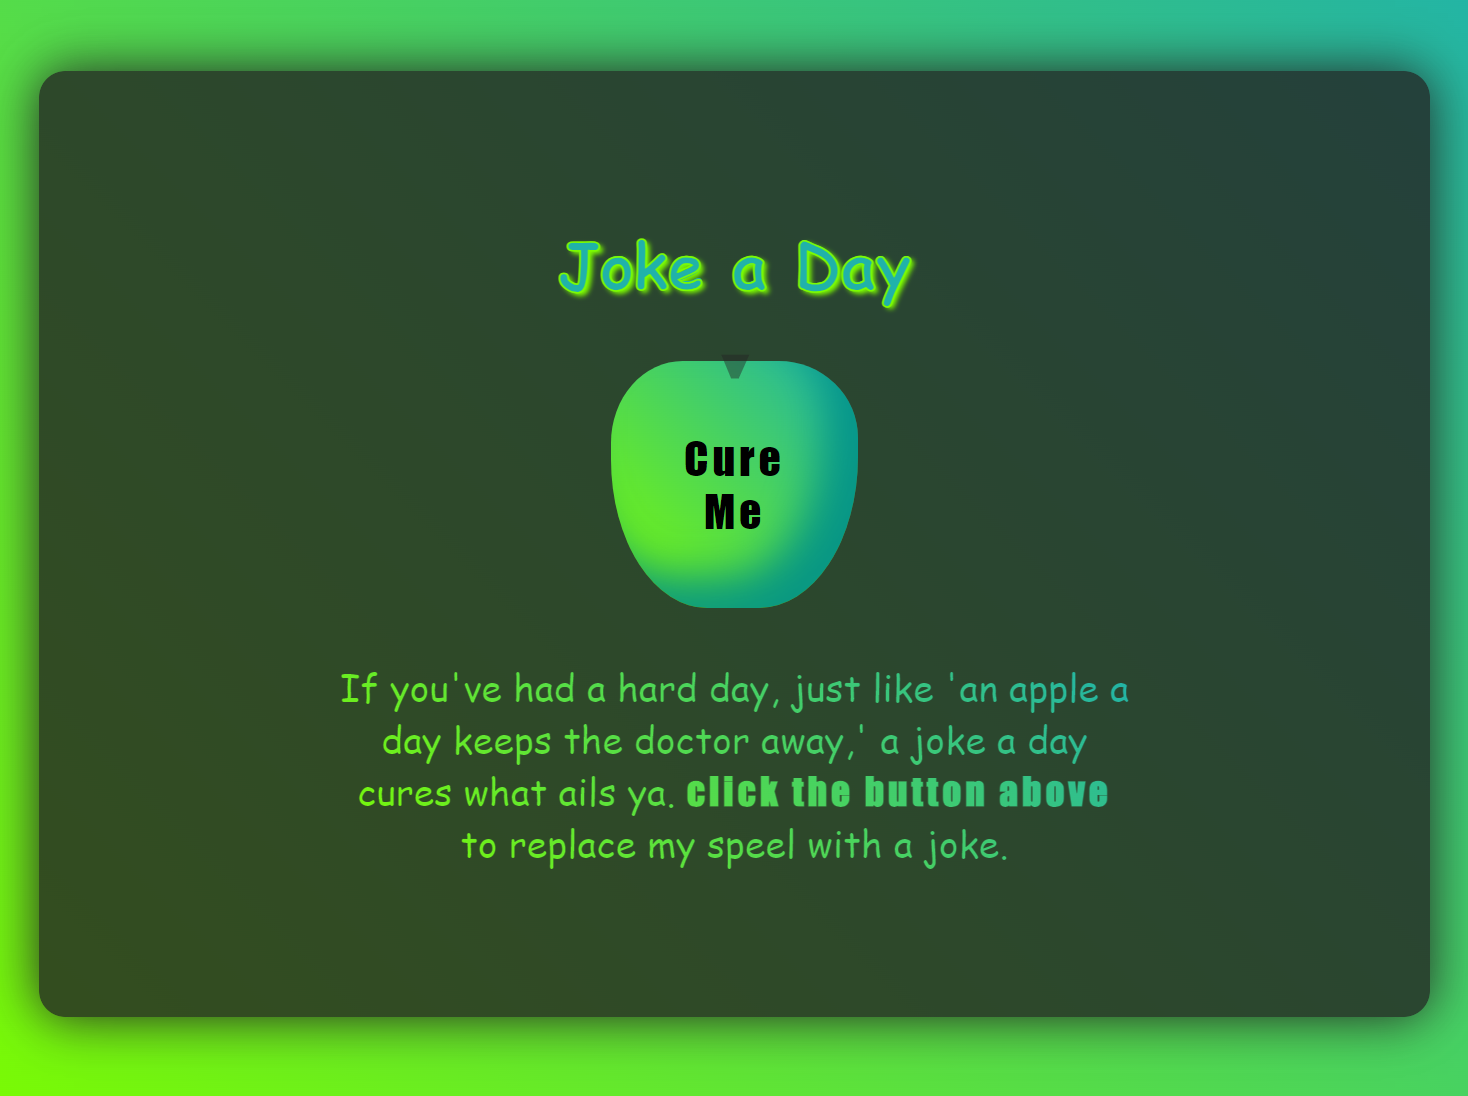 Joke a Day
Cure
Me
If you've had a hard day, just like 'an apple a
day keeps the doctor away,' a joke a day
cures what ails ya. click the button above
to replace my speel with a joke.